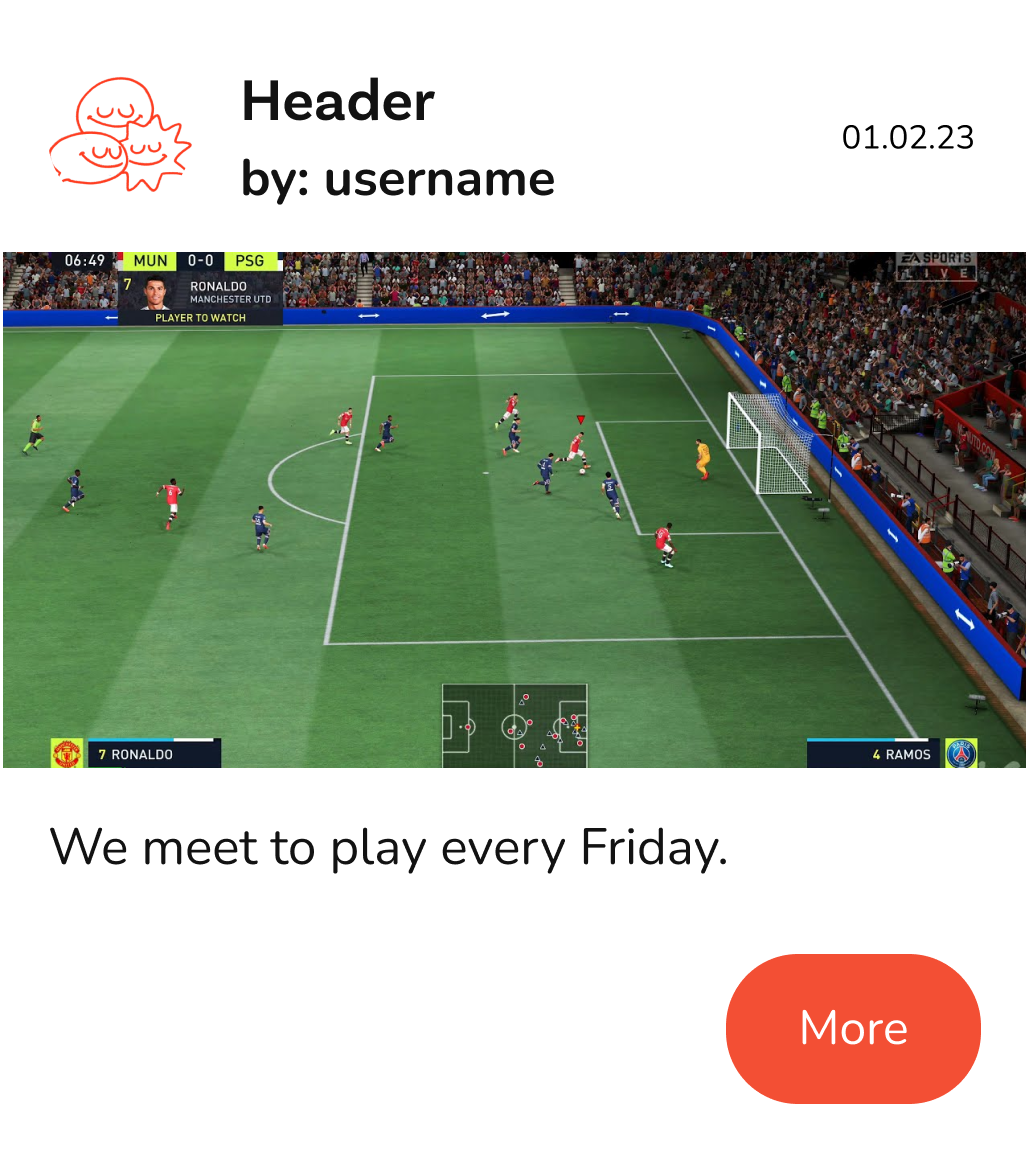 Header
by: username
01.02.23
06:49 MUN 0-0 PSG
7 RONALDO
MANCHESTER UTD
PLAYER TO WATCH
EA SPORTS
LIVE
7 RONALDO
4 RAMOS
PARIS
We meet to play every Friday.
More